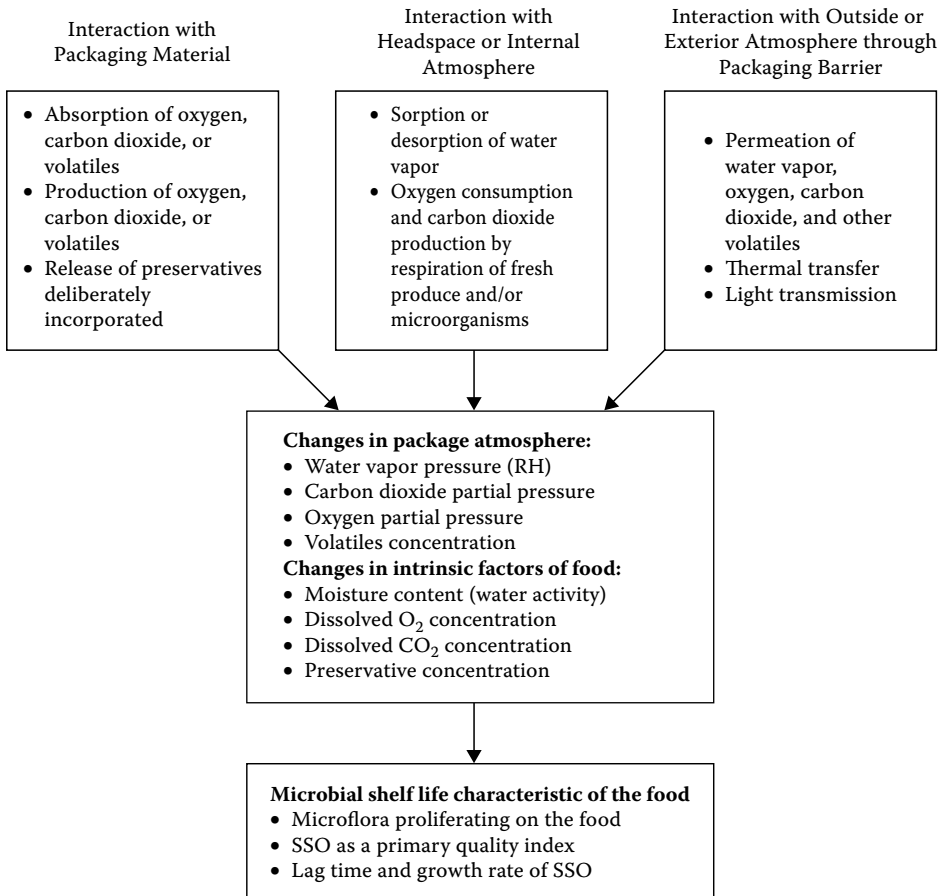 Interaction with
Packaging Material
Interaction with
Headspace or Internal
Atmosphere
Interaction with Outside or
Exterior Atmosphere through
Packaging Barrier
• Absorption of oxygen,
carbon dioxide, or
volatiles
• Production of oxygen,
carbon dioxide, or
volatiles
• Release of preservatives
deliberately
incorporated
• Sorption or
desorption of water
vapor
• Oxygen consumption
and carbon dioxide
production by
respiration of fresh
produce and/or
microorganisms
• Permeation of
water vapor,
oxygen, carbon
dioxide, and other
volatiles
• Thermal transfer
• Light transmission
Changes in package atmosphere:
• Water vapor pressure (RH)
• Carbon dioxide partial pressure
• Oxygen partial pressure
• Volatiles concentration
Changes in intrinsic factors of food:
• Moisture content (water activity)
• Dissolved O₂ concentration
• Dissolved CO₂ concentration
• Preservative concentration
Microbial shelf life characteristic of the food
• Microflora proliferating on the food
• SSO as a primary quality index
• Lag time and growth rate of SSO